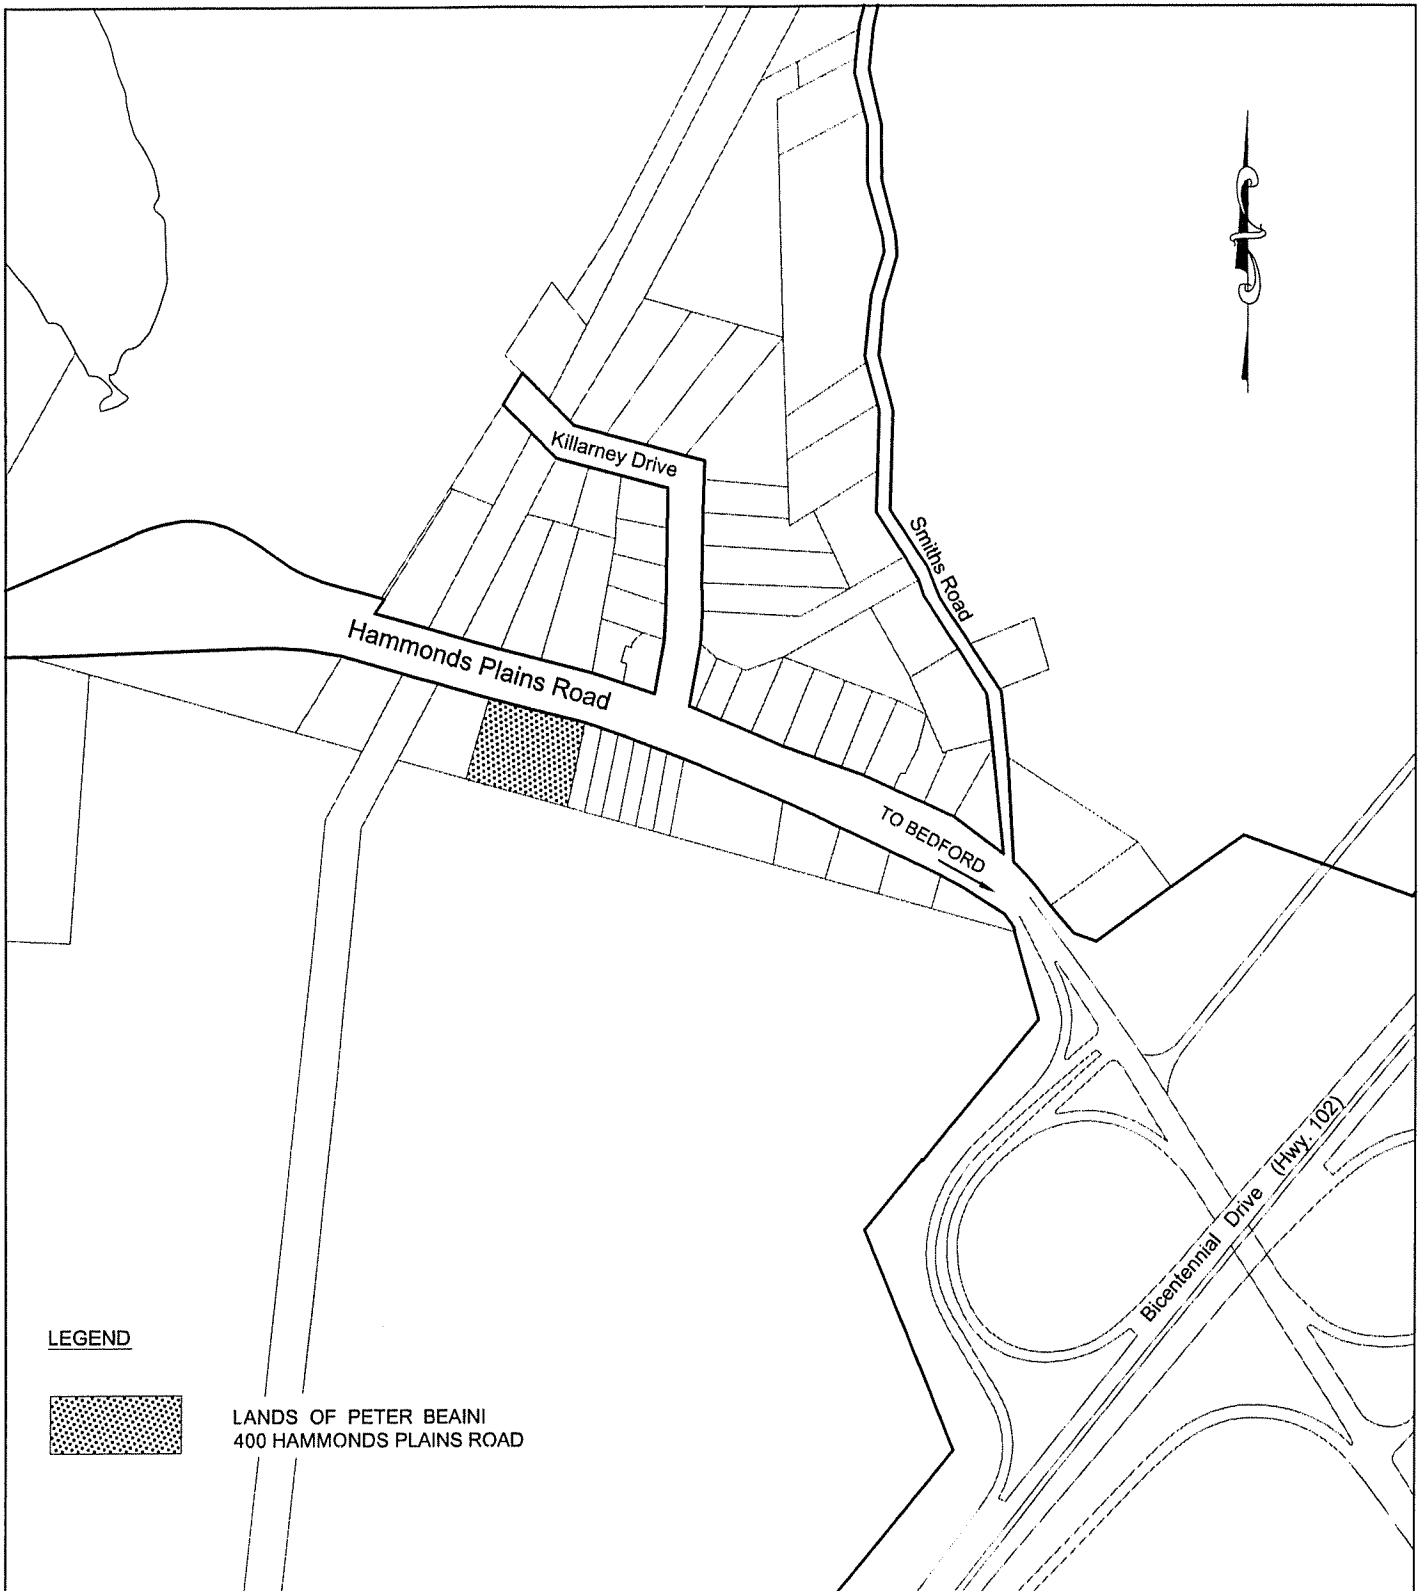 Killarney Drive
Smiths Road
Hammonds Plains Road
TO BEDFORD
Bicentennial Drive (Hwy. 102)
LEGEND
LANDS OF PETER BEAINI
400 HAMMONDS PLAINS ROAD